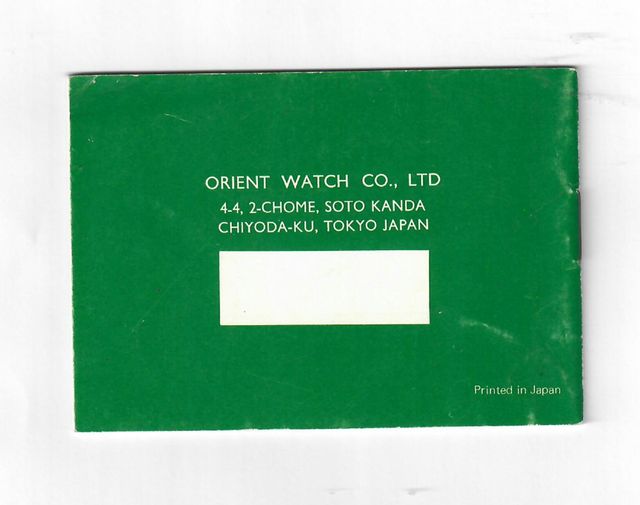 ORIENT WATCH CO., LTD
4-4, 2-CHOME, SOTO KANDA
CHIYODA-KU, TOKYO JAPAN
Printed in Japan